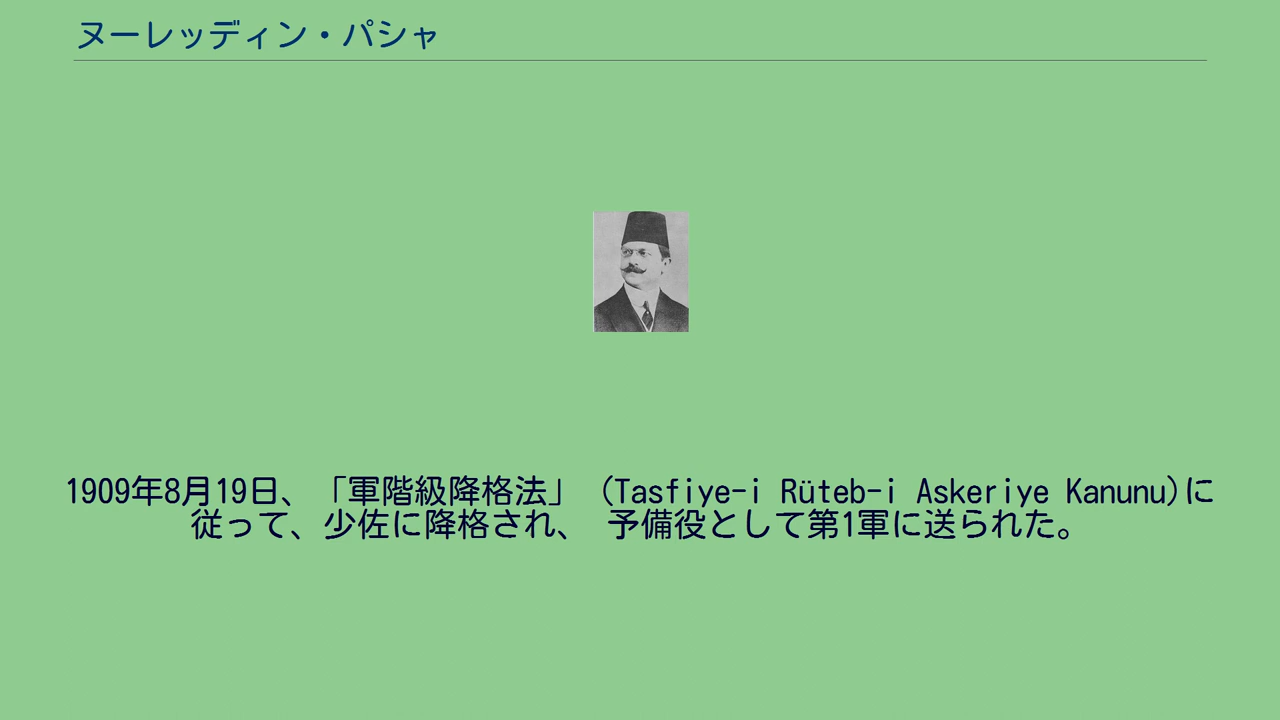 ヌーレッディン・パシャ
1909年8月19日、「軍階級降格法」 (Tasfiye-i Rüteb-i Askeriye Kanunu)に
従って、少佐に降格され、 予備役として第1軍に送られた。